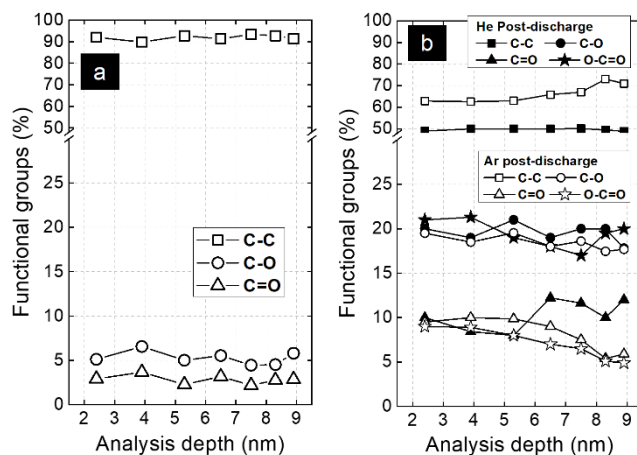 a
100
90
80
70
60
50
25
20
15
10
5
0
Functional groups (%)
C-C
C-O
C=O
2 3 4 5 6 7 8 9
Analysis depth (nm)
b
He Post-discharge
C-C C-O
C=O O-C=O
100
90
80
70
60
50
Ar post-discharge
C-C C-O
C=O O-C=O
25
20
15
10
5
0
Functional groups (%)
2 3 4 5 6 7 8 9
Analysis depth (nm)